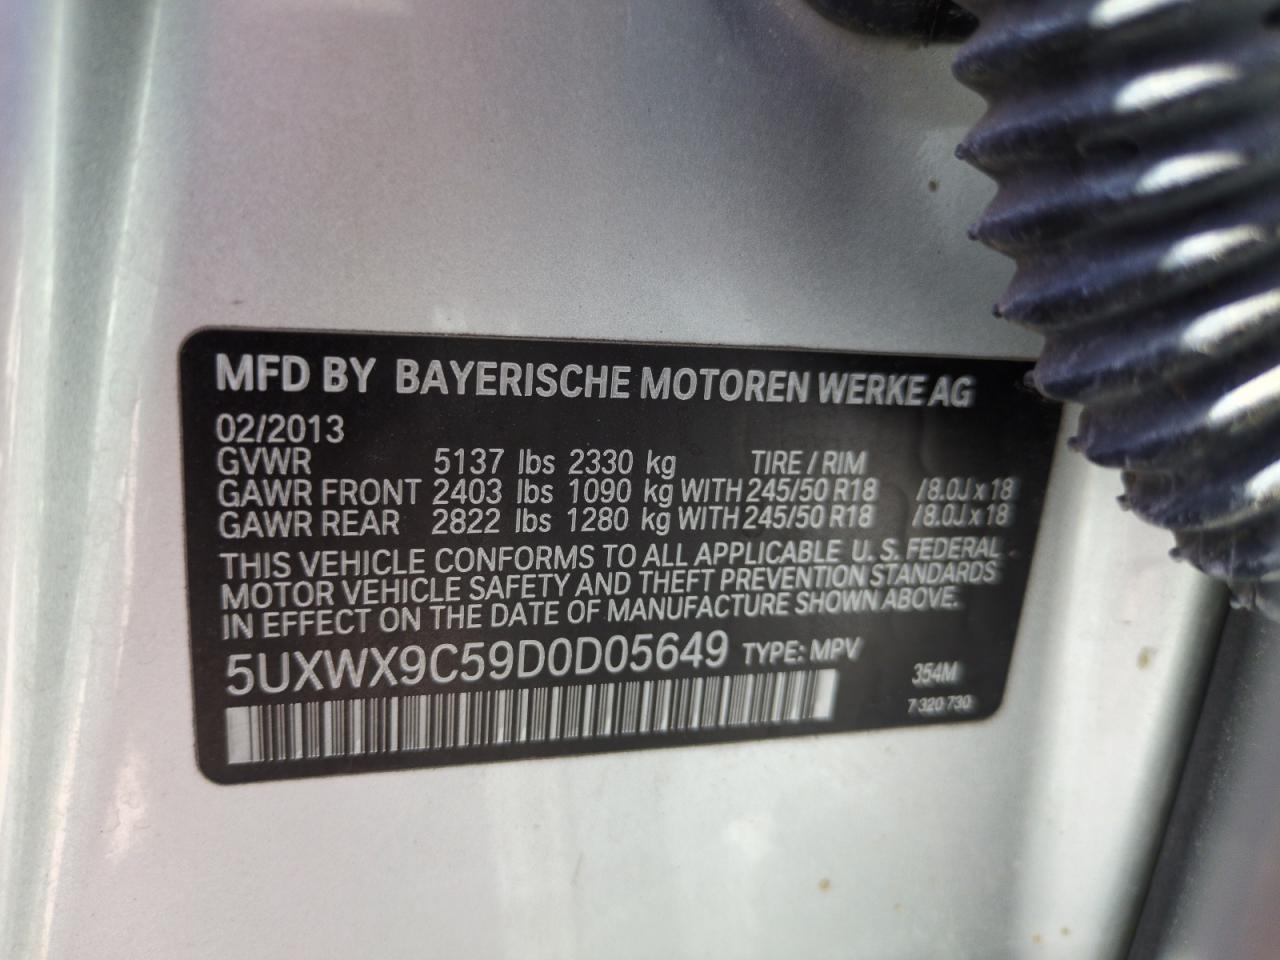 MFD BY BAYERISCHE MOTOREN WERKE AG
02/2013
GVWR 5137 lbs 2330 kg TIRE / RIM
GAWR FRONT 2403 lbs 1090 kg WITH 245/50 R18 /8.0J x 18
GAWR REAR 2822 lbs 1280 kg WITH 245/50 R18 /8.0J x 18
THIS VEHICLE CONFORMS TO ALL APPLICABLE U. S. FEDERAL
MOTOR VEHICLE SAFETY AND THEFT PREVENTION STANDARDS
IN EFFECT ON THE DATE OF MANUFACTURE SHOWN ABOVE.
5UXWX9C59D0D05649 TYPE: MPV
354M
7 320 730